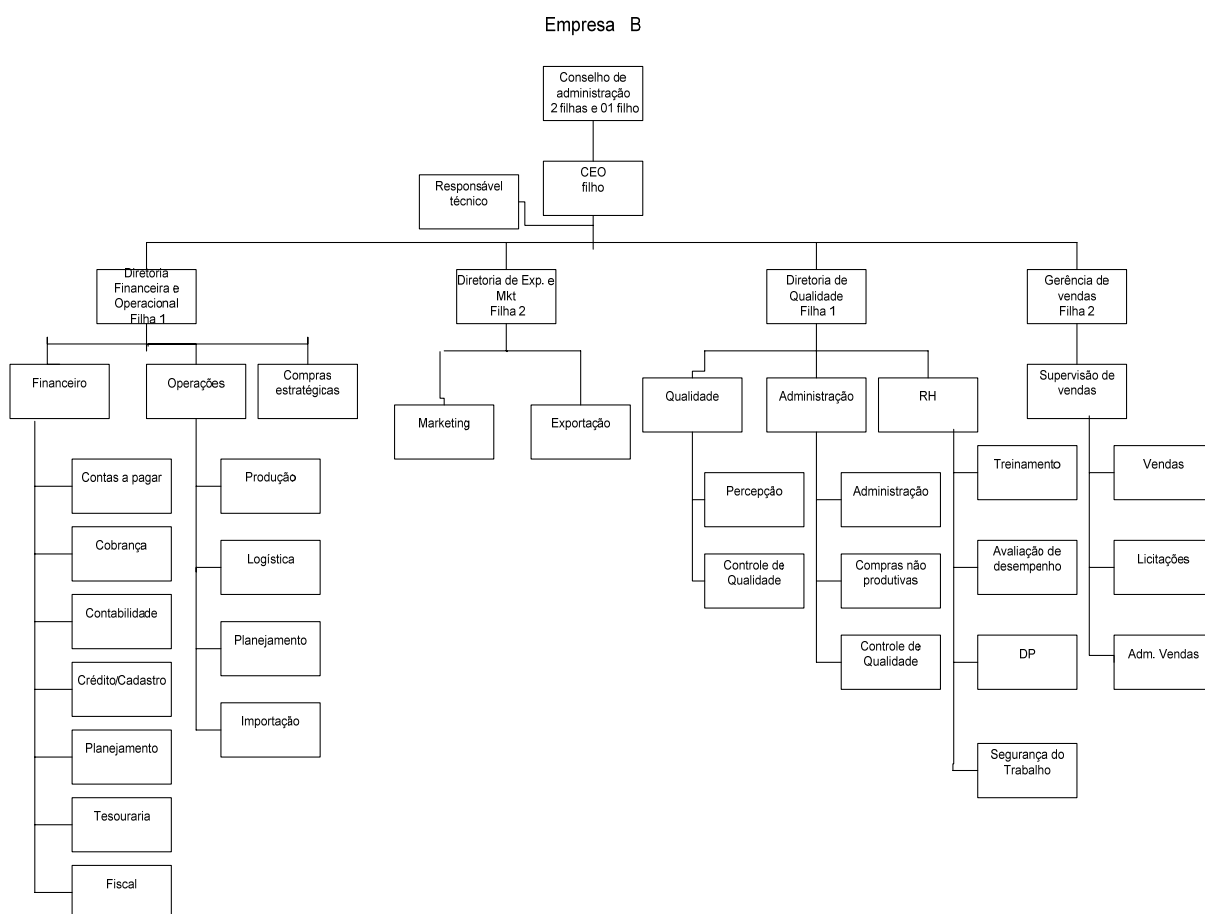 Empresa B
Conselho de
administração
2 filhas e 01 filho
CEO
filho
Responsável
técnico
Diretoria
Financeira e
Operacional
Filha 1
Diretoria de Exp. e
Mkt
Filha 2
Diretoria de
Qualidade
Filha 1
Gerência de
vendas
Filha 2
Financeiro
Operações
Compras
estratégicas
Marketing
Exportação
Qualidade
Administração
RH
Supervisão de
vendas
Contas a pagar
Cobrança
Contabilidade
Crédito/Cadastro
Planejamento
Tesouraria
Fiscal
Produção
Logística
Planejamento
Importação
Percepção
Controle de
Qualidade
Administração
Compras não
produtivas
Controle de
Qualidade
Treinamento
Avaliação de
desempenho
DP
Segurança do
Trabalho
Vendas
Licitações
Adm. Vendas